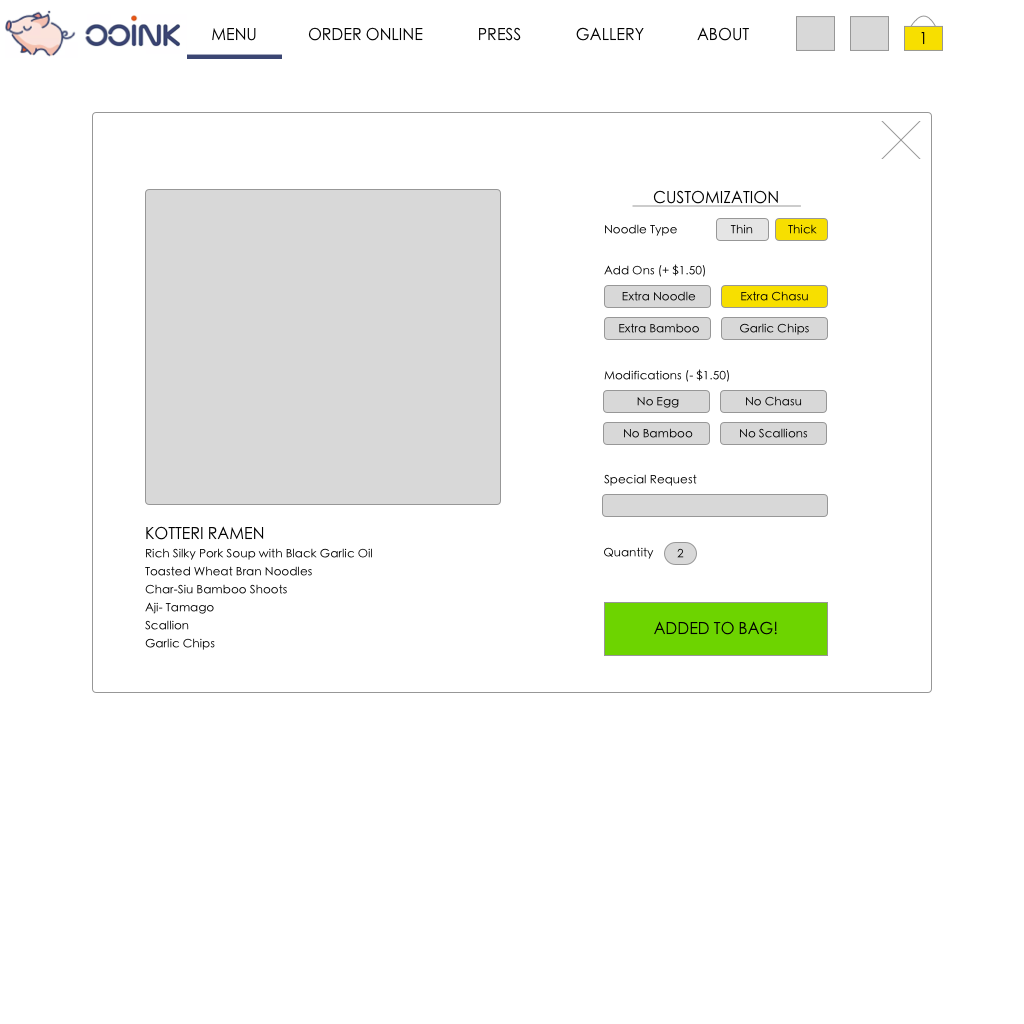 OOiNK
MENU
ORDER ONLINE
PRESS
GALLERY
ABOUT
1
KOTTERI RAMEN
Rich Silky Pork Soup with Black Garlic Oil
Toasted Wheat Bran Noodles
Char-Siu Bamboo Shoots
Aji- Tamago
Scallion
Garlic Chips
CUSTOMIZATION
Noodle Type
Thin
Thick
Add Ons (+ $1.50)
Extra Noodle
Extra Chasu
Extra Bamboo
Garlic Chips
Modifications (- $1.50)
No Egg
No Chasu
No Bamboo
No Scallions
Special Request
Quantity
2
ADDED TO BAG!